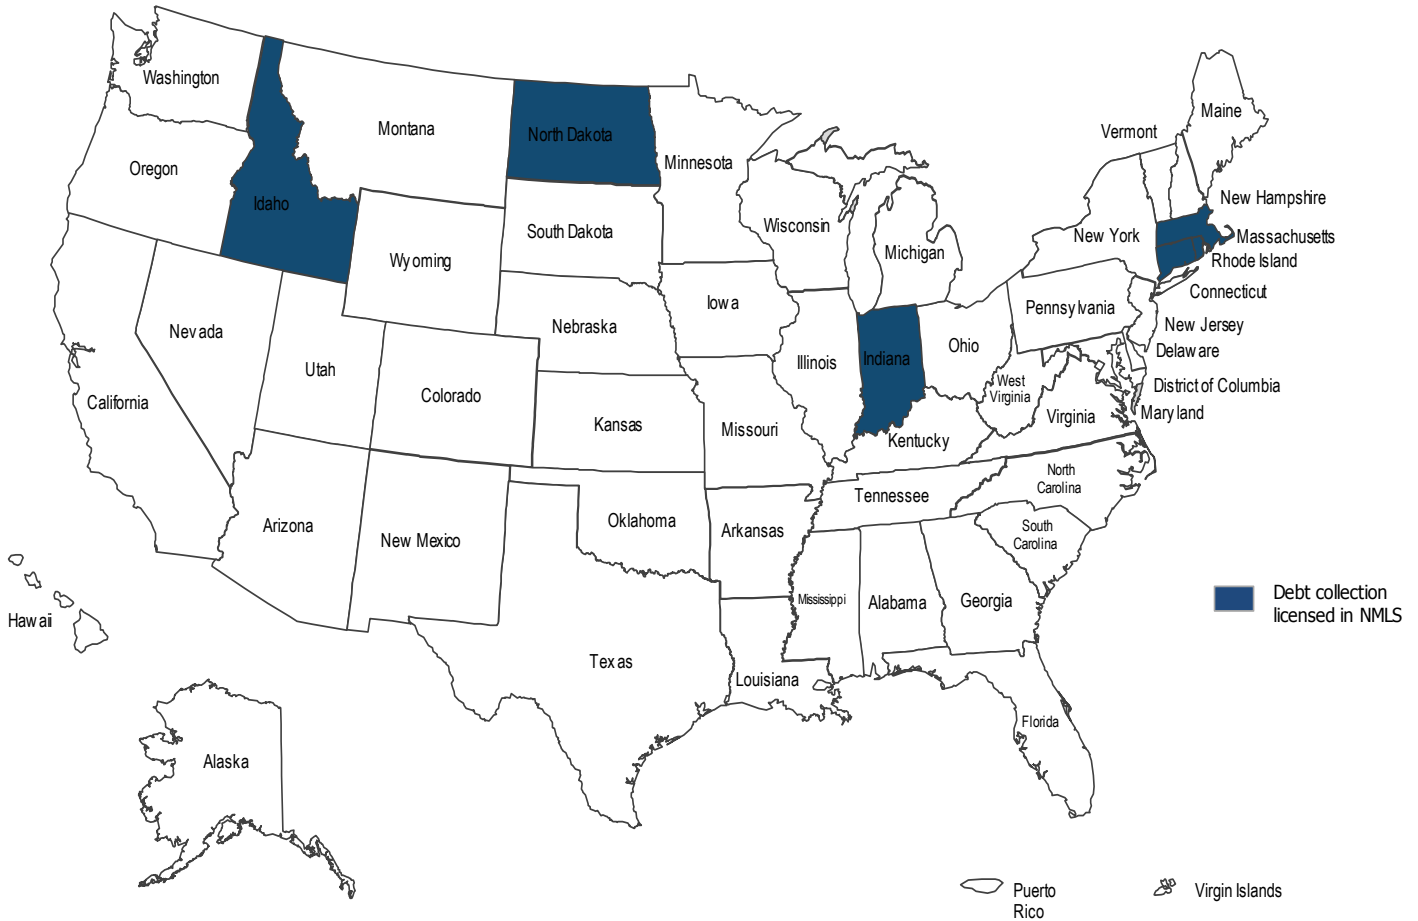 Washington
Montana
North Dakota
Minnesota
Vermont
Maine
Oregon
Idaho
Wisconsin
Michigan
New York
New Hampshire
Massachusetts
Rhode Island
Connecticut
South Dakota
Wyoming
Iowa
Nebraska
Pennsylvania
New Jersey
Delaware
District of Columbia
Maryland
Nevada
Utah
Colorado
Illinois
Indiana
Ohio
West
Virginia
Virginia
California
Kansas
Missouri
Kentucky
North
Carolina
Tennessee
South
Carolina
Arizona
New Mexico
Oklahoma
Arkansas
Mississippi
Alabama
Georgia
Debt collection
licensed in NMLS
Hawaii
Texas
Louisiana
Florida
Alaska
Puerto
Rico
Virgin Islands